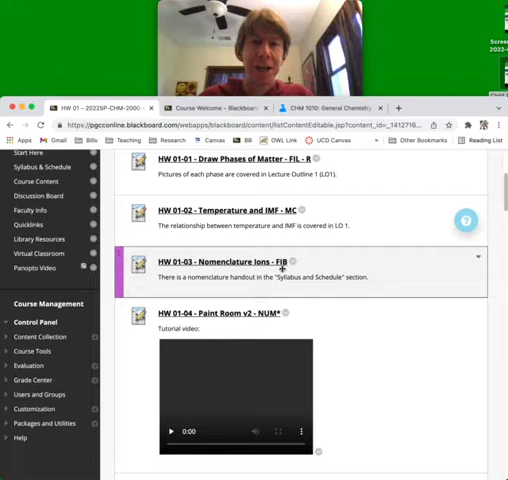 Screen
2022-0
CHM 1010
HW 01 – 2022SP-CHM-2000-
Course Welcome – Blackboard
CHM 1010: General Chemistry
https://pgcconline.blackboard.com/webapps/blackboard/content/listContentEditable.jsp?content_id=_1412716...
Bills
Teaching
Research
Canvas
BB
OWL Link
UCD Canvas
»
Other Bookmarks
Reading List
Start Here
Syllabus & Schedule
Course Content
Discussion Board
Faculty Info
Quicklinks
Library Resources
Virtual Classroom
Panopto Video
Course Management
Control Panel
Content Collection
Course Tools
Evaluation
Grade Center
Users and Groups
Customization
Packages and Utilities
Help
HW 01-01 - Draw Phases of Matter - FIL - R
Pictures of each phase are covered in Lecture Outline 1 (LO1).
HW 01-02 - Temperature and IMF - MC
The relationship between temperature and IMF is covered in LO 1.
?
HW 01-03 - Nomenclature Ions - FIB
There is a nomenclature handout in the "Syllabus and Schedule" section.
HW 01-04 - Paint Room v2 - NUM*
Tutorial video:
0:00